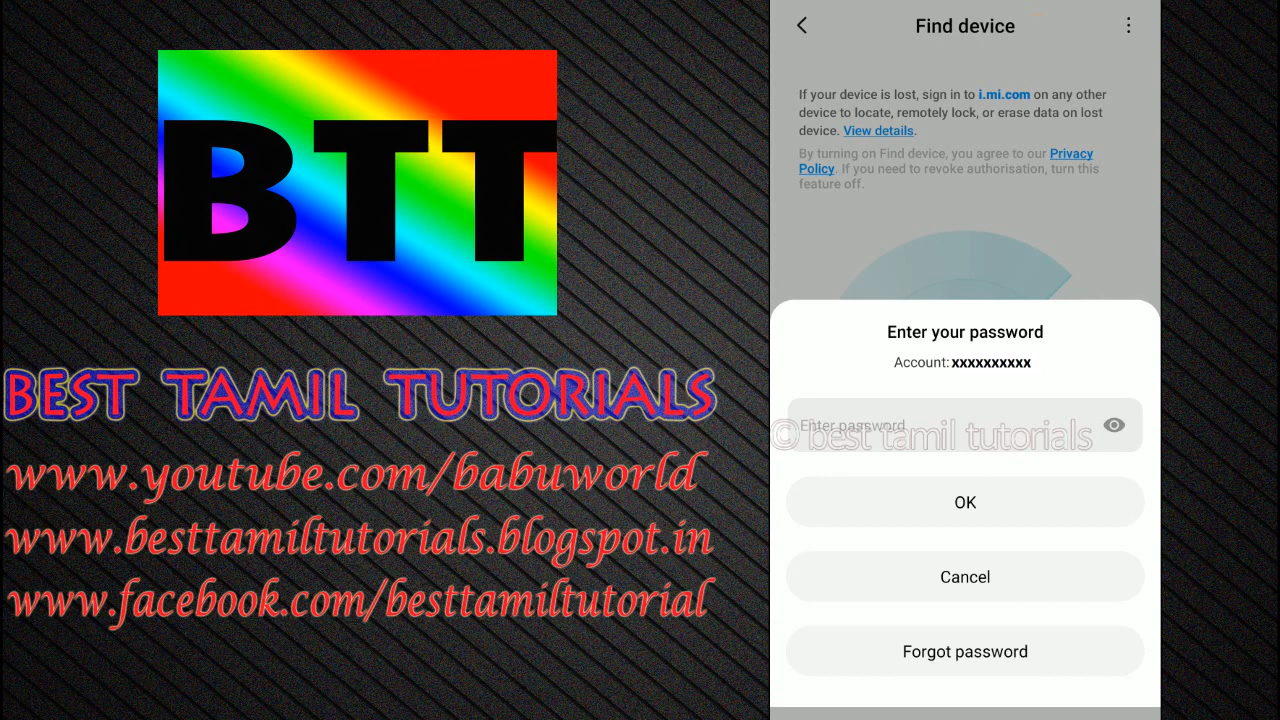 BTT
BEST TAMIL TUTORIALS
www.youtube.com/babuworld
www.besttamiltutorials.blogspot.in
www.facebook.com/besttamiltutorial
Find device
If your device is lost, sign in to i.mi.com on any other
device to locate, remotely lock, or erase data on lost
device. View details.
By turning on Find device, you agree to our Privacy
Policy. If you need to revoke authorisation, turn this
feature off.
Enter your password
Account: xxxxxxxxxx
Enter password
© best tamil tutorials
OK
Cancel
Forgot password